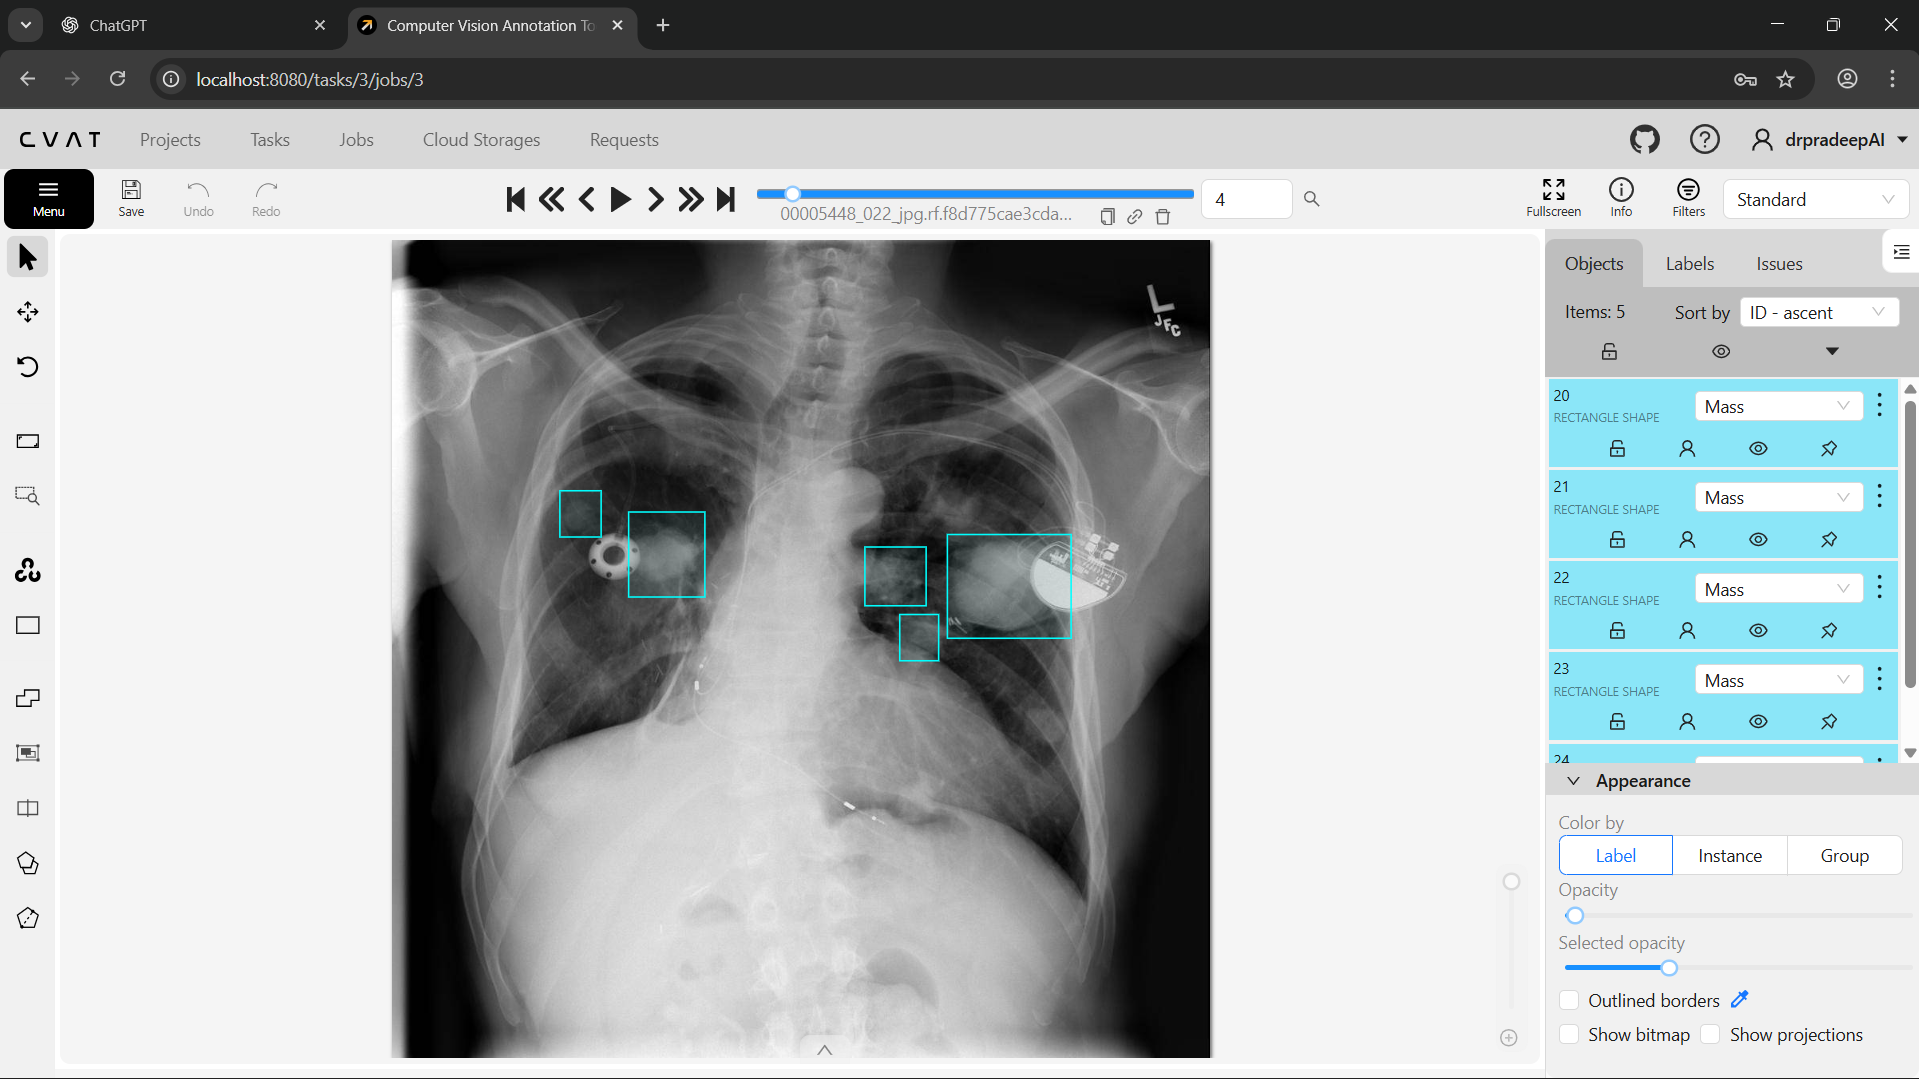 ChatGPT
Computer Vision Annotation To
localhost:8080/tasks/3/jobs/3
CVAT
Projects
Tasks
Jobs
Cloud Storages
Requests
drpradeepAI
Menu
Save
Undo
Redo
00005448_022_jpg.rf.f8d775cae3cda...
4
Fullscreen
Info
Filters
Standard
L
JFC
Objects
Labels
Issues
Items: 5
Sort by
ID - ascent
20
RECTANGLE SHAPE
Mass
21
RECTANGLE SHAPE
Mass
22
RECTANGLE SHAPE
Mass
23
RECTANGLE SHAPE
Mass
24
Appearance
Color by
Label
Instance
Group
Opacity
Selected opacity
Outlined borders
Show bitmap
Show projections